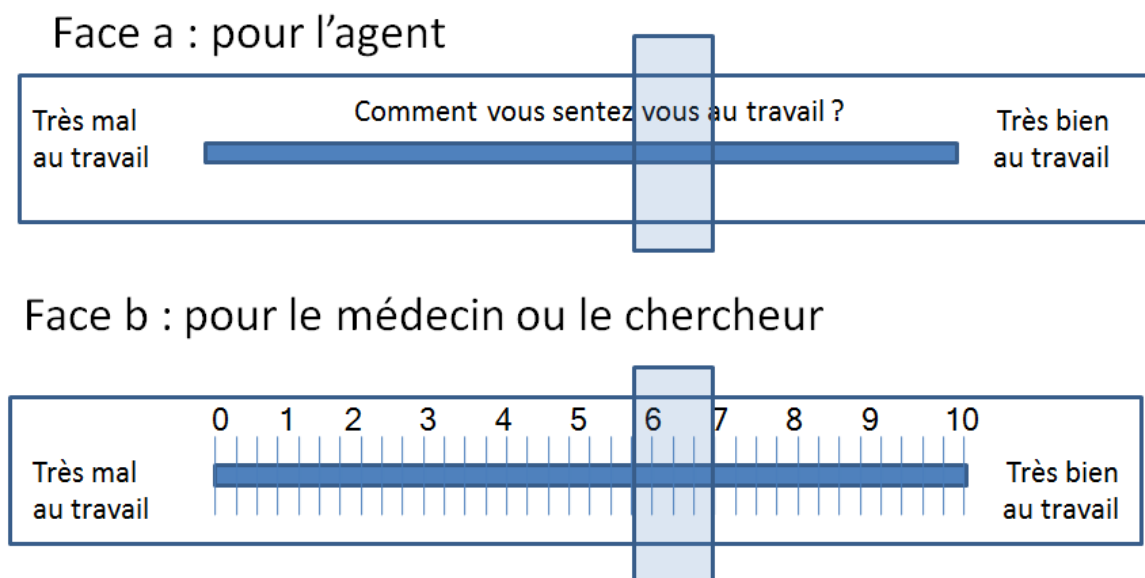 Face a : pour l'agent
Comment vous sentez vous au travail ?
Très mal
au travail
Très bien
au travail
Face b : pour le médecin ou le chercheur
0 1 2 3 4 5 6 7 8 9 10
Très mal
au travail
Très bien
au travail